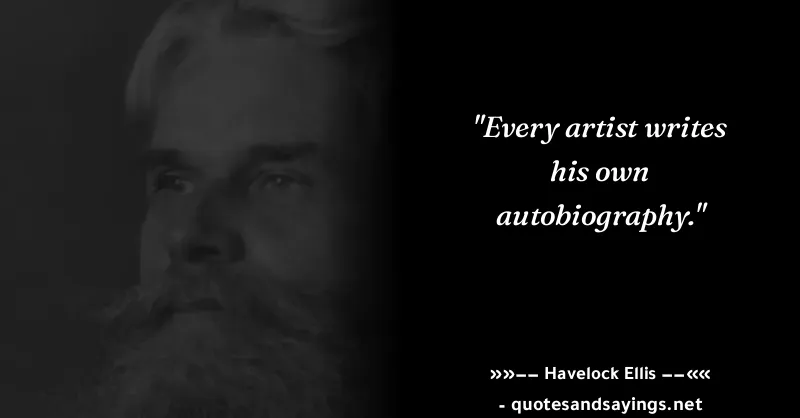 "Every artist writes
his own
autobiography."
»»−− Havelock Ellis −−««
- quotesandsayings.net